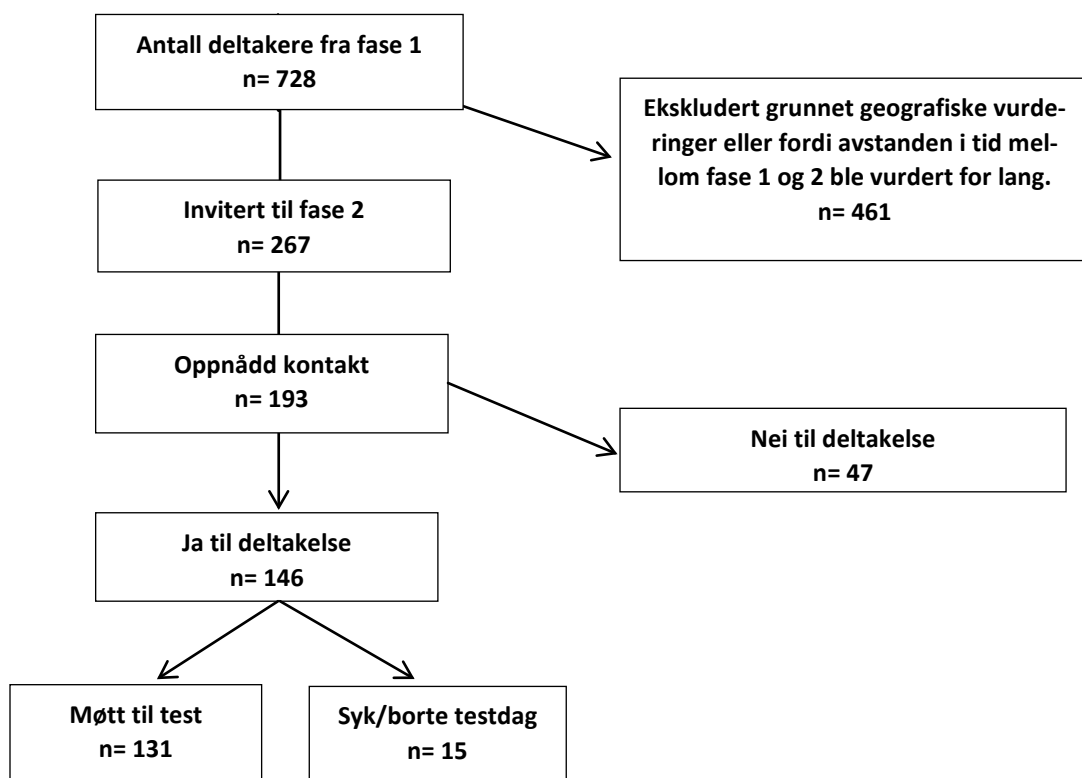 Antall deltakere fra fase 1
n= 728
Ekskludert grunnet geografiske vurde-
ringer eller fordi avstanden i tid mel-
lom fase 1 og 2 ble vurdert for lang.
n= 461
Invitert til fase 2
n= 267
Oppnådd kontakt
n= 193
Nei til deltakelse
n= 47
Ja til deltakelse
n= 146
Møtt til test
n= 131
Syk/borte testdag
n= 15